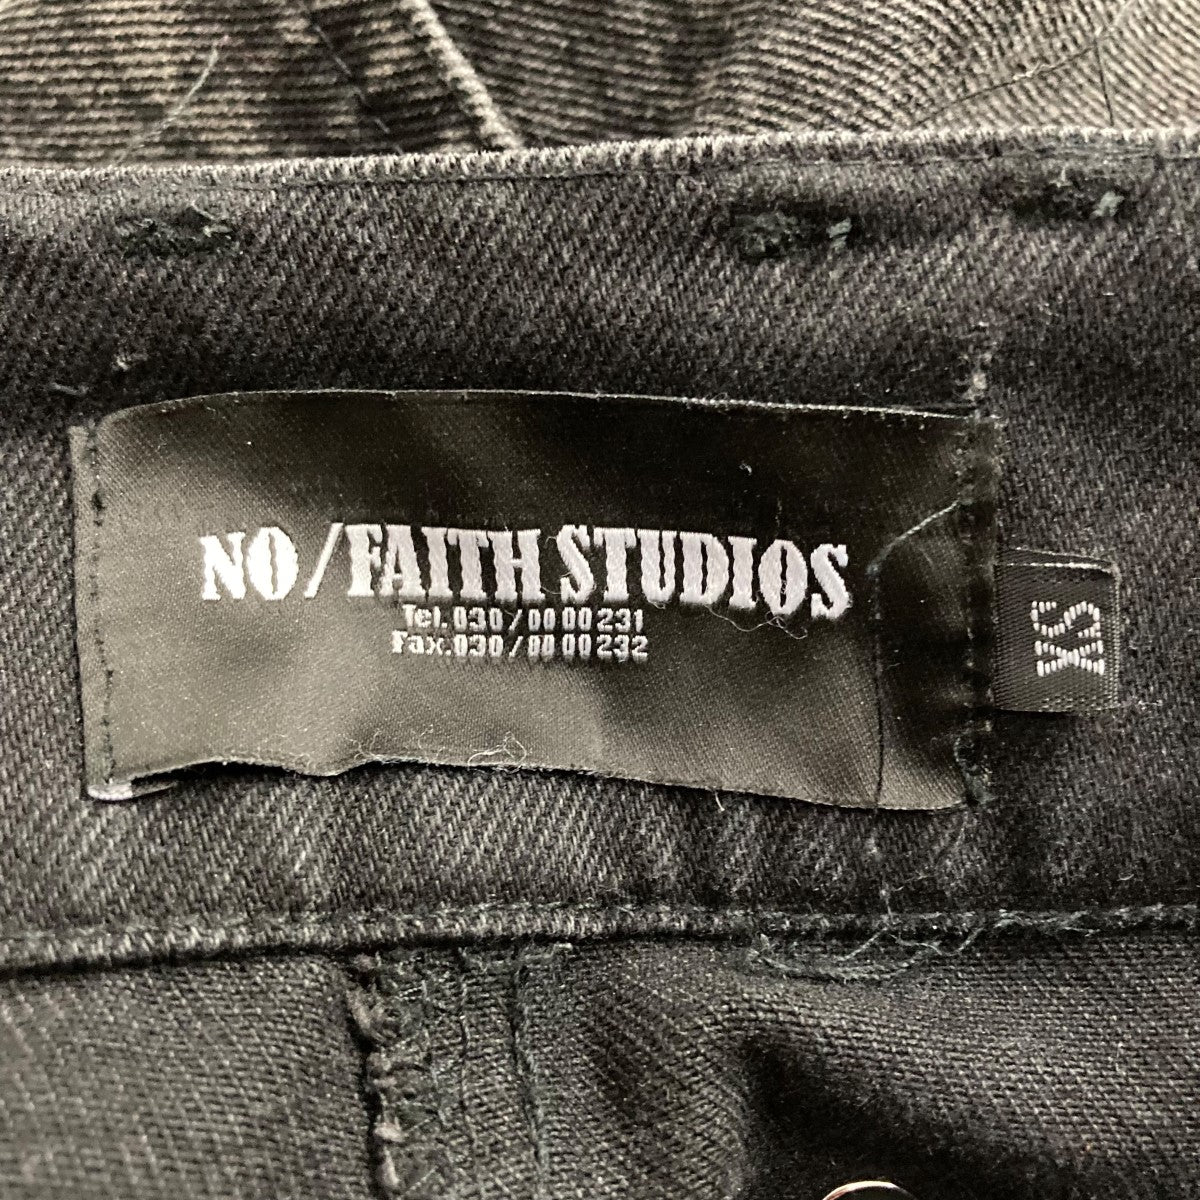 NO/FAITH STUDIOS
Tel. 030/00 00 231
Fax. 030/00 00 232
XS